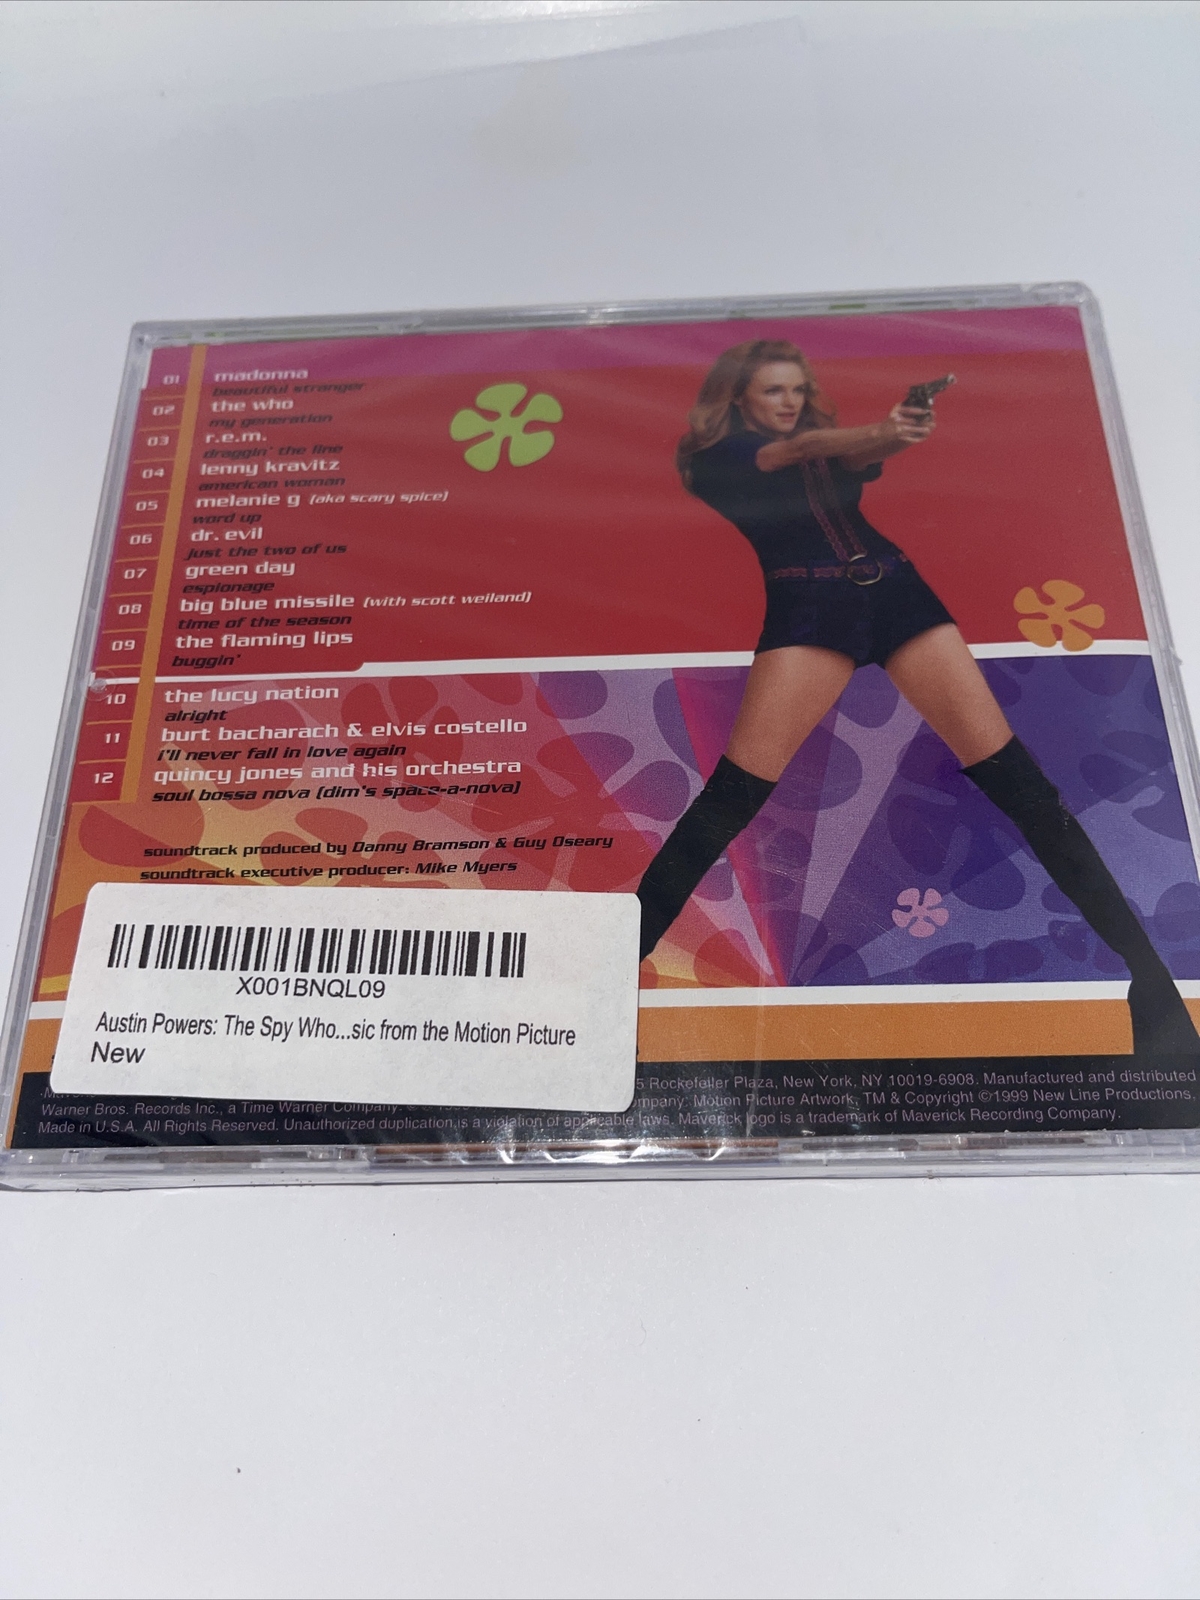 01 madonna
beautiful stranger
02 the who
my generation
03 r.e.m.
draggin' the line
04 lenny kravitz
american woman
05 melanie g (aka scary spice)
word up
06 dr. evil
just the two of us
07 green day
espionage
08 big blue missile (with scott weiland)
time of the season
09 the flaming lips
buggin'
10 the lucy nation
alright
11 burt bacharach & elvis costello
i'll never fall in love again
12 quincy jones and his orchestra
soul bossa nova (dim's space-a-nova)
soundtrack produced by Danny Bramson & Guy Oseary
soundtrack executive producer: Mike Myers
X001BNQL09
Austin Powers: The Spy Who...sic from the Motion Picture
New
5 Rockefeller Plaza, New York, NY 10019-6908. Manufactured and distributed
Warner Bros. Records Inc., a Time Warner Company. Motion Picture Artwork, TM & Copyright ©1999 New Line Productions.
Made in U.S.A. All Rights Reserved. Unauthorized duplication is a violation of applicable laws. Maverick logo is a trademark of Maverick Recording Company.